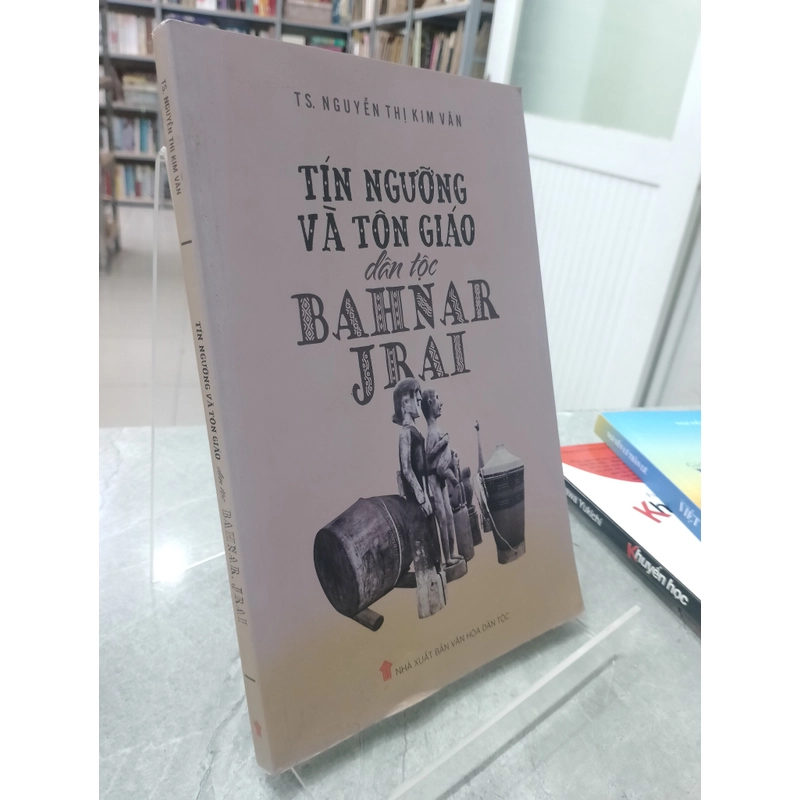 TS. NGUYỄN THỊ KIM VÂN
TÍN NGƯỠNG
VÀ TÔN GIÁO
dân tộc
BAHNAR
JRAI
NHÀ XUẤT BẢN VĂN HÓA DÂN TỘC
TS. NGUYỄN THỊ KIM VÂN
TÍN NGƯỠNG VÀ TÔN GIÁO dân tộc BAHNAR, JRAI
Khuyến học
VIỆT